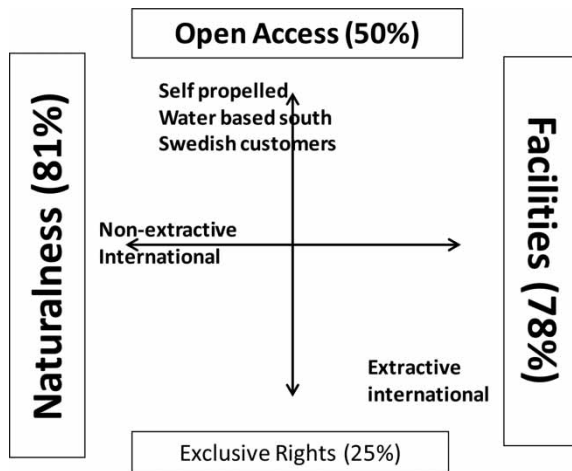 Open Access (50%)
Naturalness (81%)
Self propelled
Water based south
Swedish customers
Facilities (78%)
Non-extractive
International
Extractive
international
Exclusive Rights (25%)